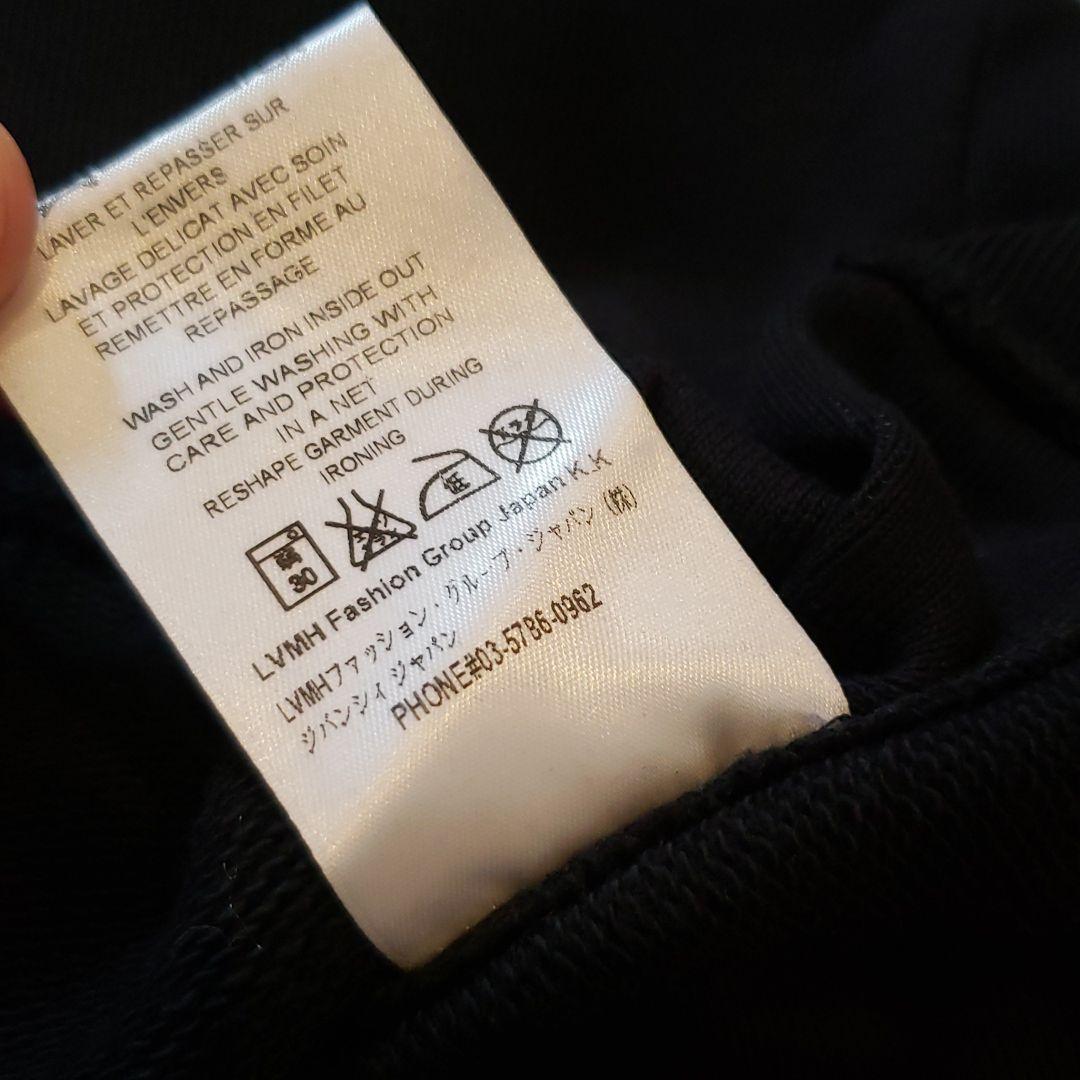 LAVER ET REPASSER SUR
L'ENVERS
LAVAGE DELICAT AVEC SOIN
ET PROTECTION EN FILET
REMETTRE EN FORME AU
REPASSAGE
WASH AND IRON INSIDE OUT
GENTLE WASHING WITH
CARE AND PROTECTION
IN A NET
RESHAPE GARMENT DURING
IRONING
30
低
LVMH Fashion Group Japan K.K
LVMHファッション・グループ・ジャパン (株)
ジバンシィ ジャパン
PHONE#03-5786-0962